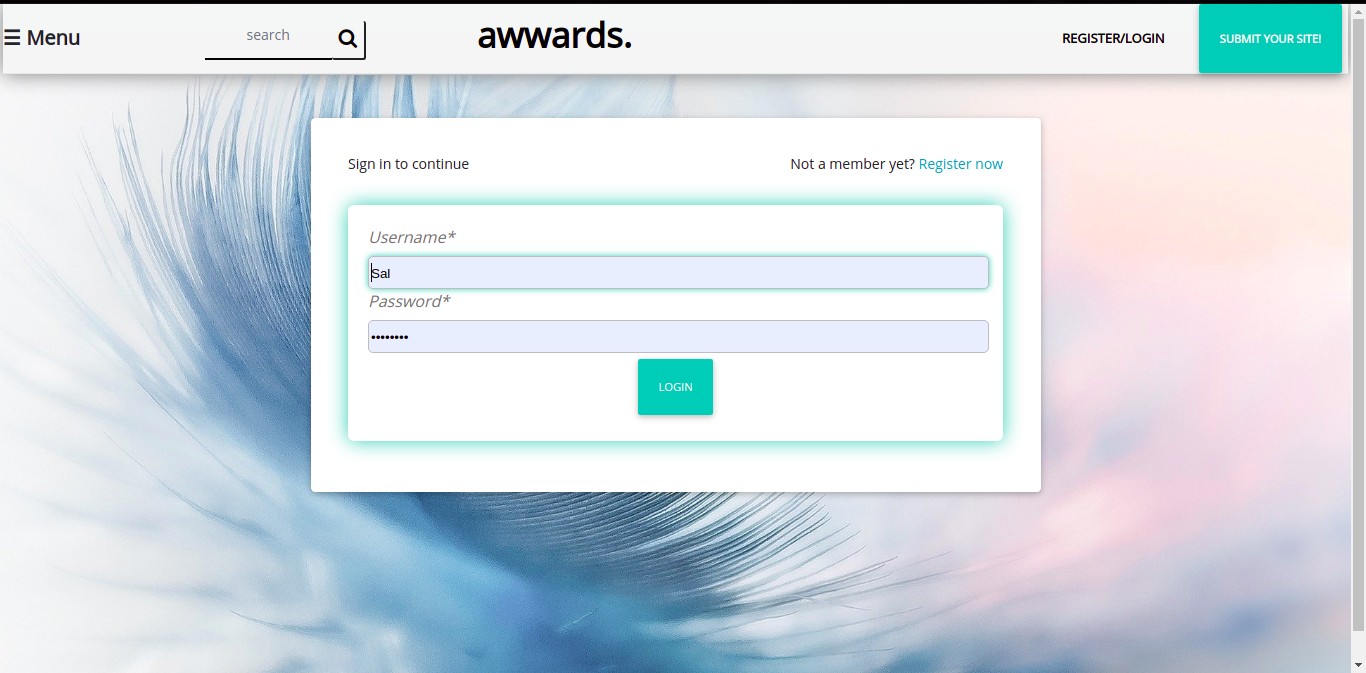 ☰ Menu
search
awwards.
REGISTER/LOGIN
SUBMIT YOUR SITE!
Sign in to continue
Not a member yet? Register now
Username*
Sal
Password*
••••••••
LOGIN